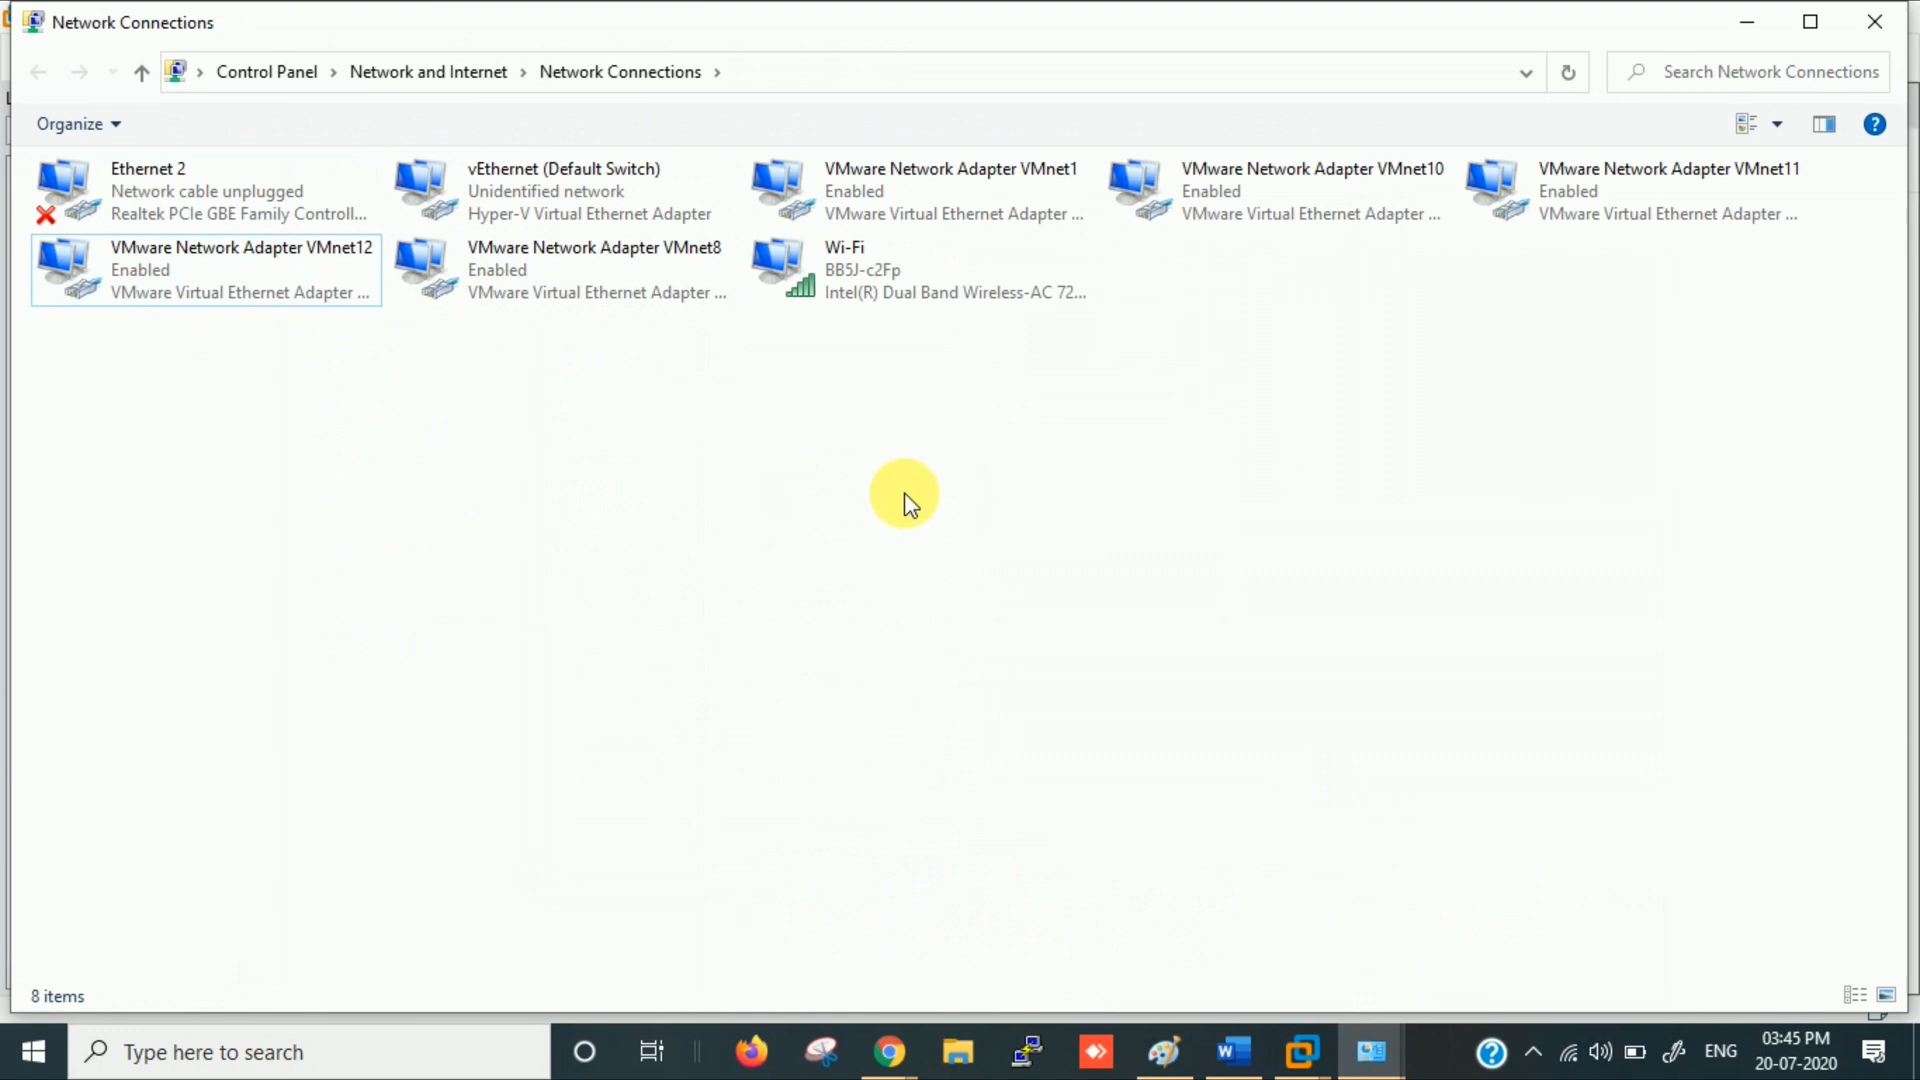 Network Connections
Control Panel
Network and Internet
Network Connections
Search Network Connections
Organize
Ethernet 2
Network cable unplugged
Realtek PCIe GBE Family Controll...
vEthernet (Default Switch)
Unidentified network
Hyper-V Virtual Ethernet Adapter
VMware Network Adapter VMnet1
Enabled
VMware Virtual Ethernet Adapter ...
VMware Network Adapter VMnet10
Enabled
VMware Virtual Ethernet Adapter ...
VMware Network Adapter VMnet11
Enabled
VMware Virtual Ethernet Adapter ...
VMware Network Adapter VMnet12
Enabled
VMware Virtual Ethernet Adapter ...
VMware Network Adapter VMnet8
Enabled
VMware Virtual Ethernet Adapter ...
Wi-Fi
BB5J-c2Fp
Intel(R) Dual Band Wireless-AC 72...
8 items
Type here to search
ENG
03:45 PM
20-07-2020